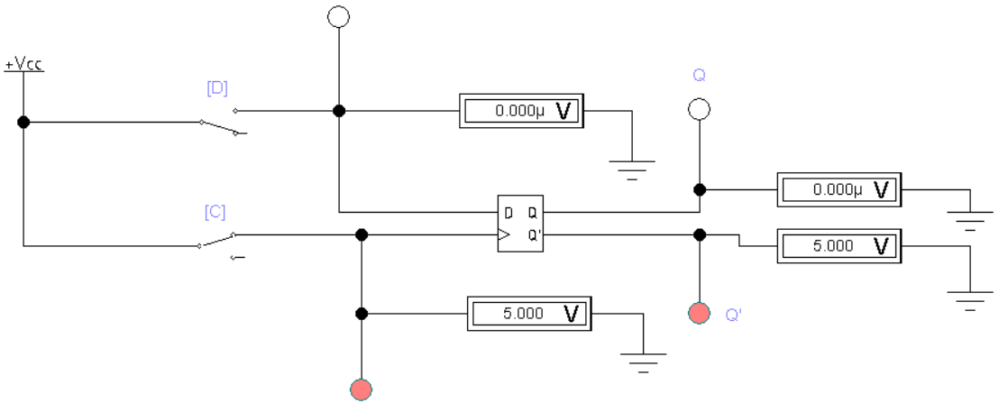 +Vcc
[D]
0.000µ V
Q
0.000µ V
[C]
D Q
Q'
5.000 V
5.000 V
Q'